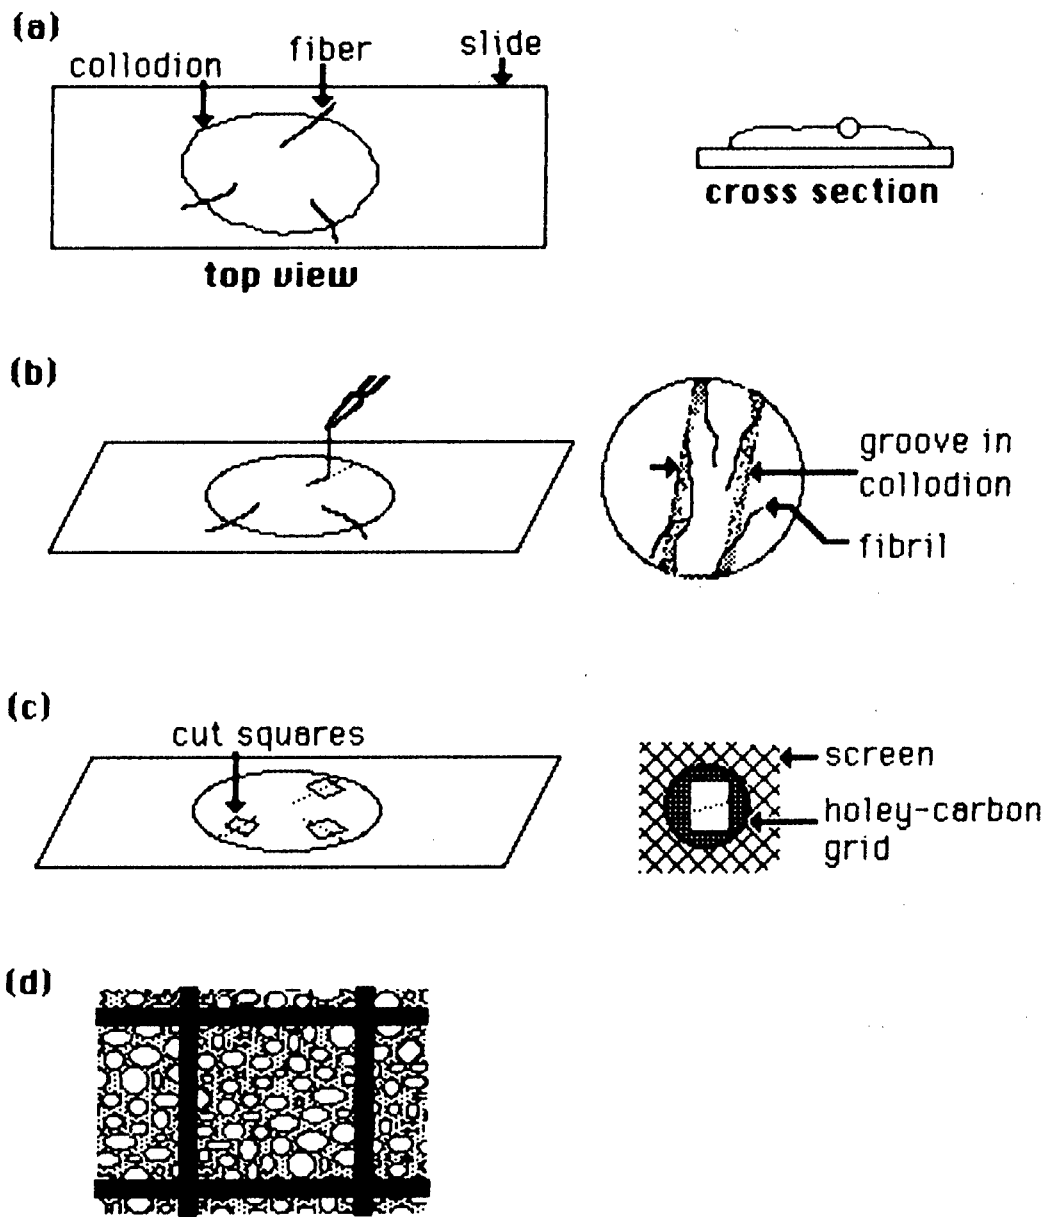 (a)
collodion
fiber
slide
top view
cross section
(b)
groove in
collodion
fibril
(c)
cut squares
screen
holey-carbon
grid
(d)